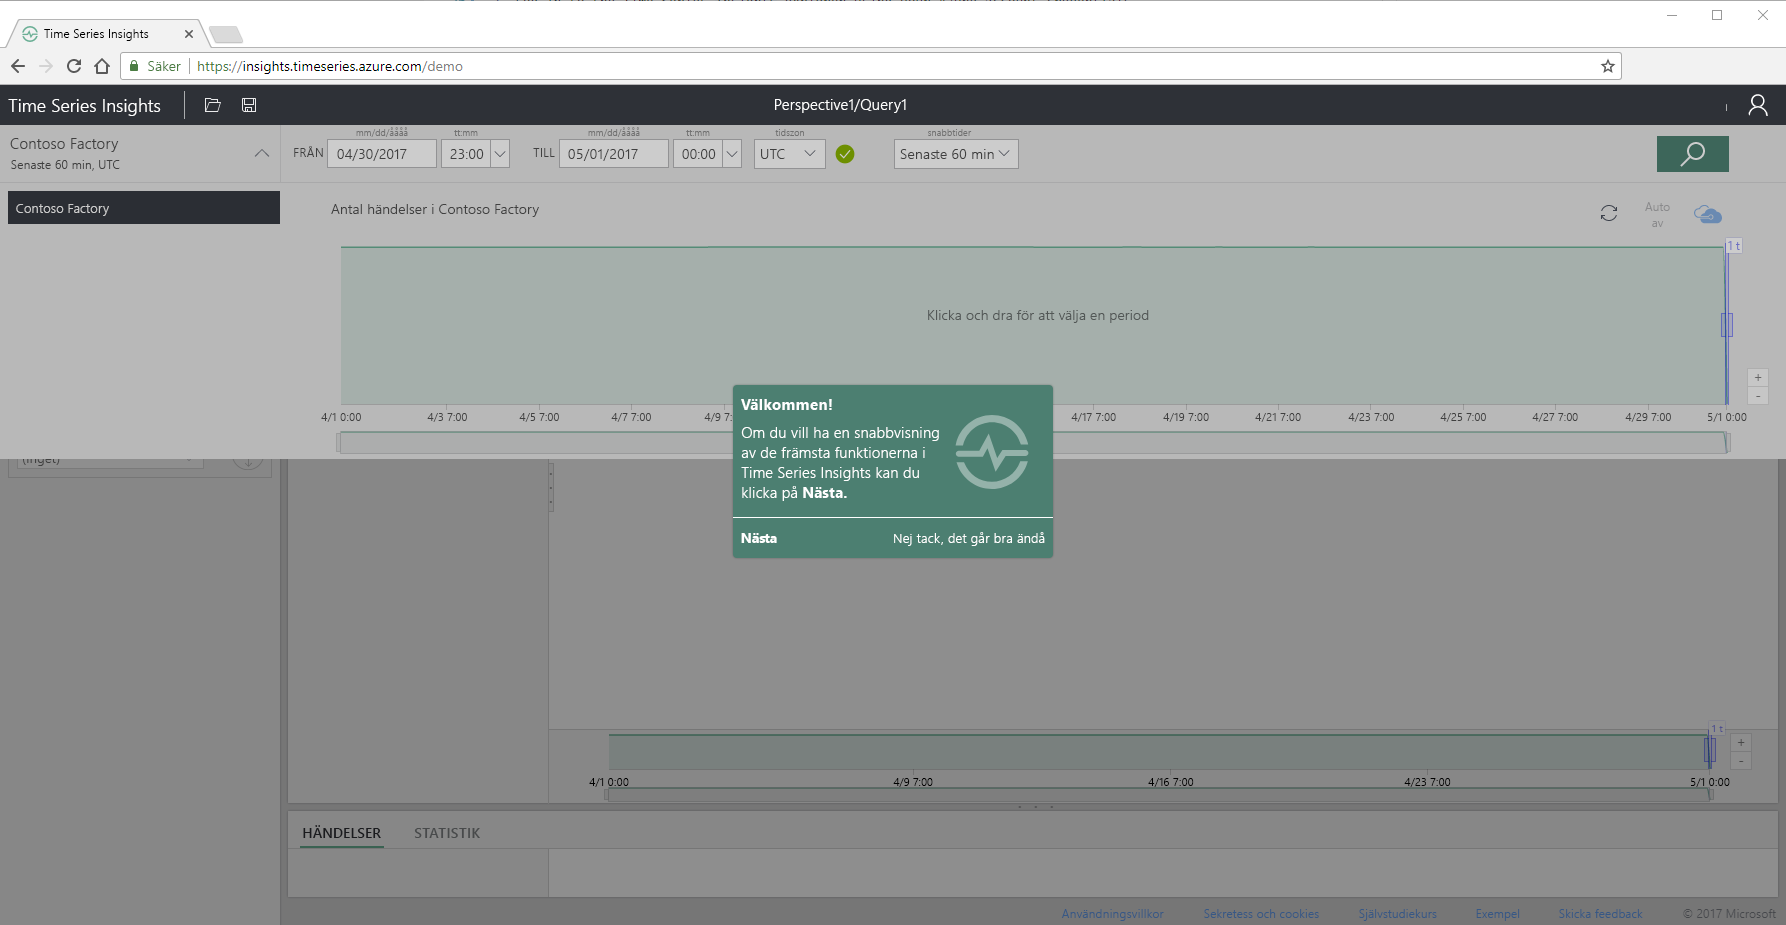 Time Series Insights
Säker https://insights.timeseries.azure.com/demo
Time Series Insights
Perspective1/Query1
Contoso Factory
Senaste 60 min, UTC
mm/dd/åååå tt:mm mm/dd/åååå tt:mm tidszon snabbtider
FRÅN 04/30/2017 23:00 TILL 05/01/2017 00:00 UTC Senaste 60 min
Contoso Factory
Antal händelser i Contoso Factory
Auto
av
1 t
Klicka och dra för att välja en period
+
-
4/1 0:00 4/3 7:00 4/5 7:00 4/7 7:00 4/9 4/17 7:00 4/19 7:00 4/21 7:00 4/23 7:00 4/25 7:00 4/27 7:00 4/29 7:00 5/1 0:00
Välkommen!
Om du vill ha en snabbvisning
av de främsta funktionerna i
Time Series Insights kan du
klicka på Nästa.
Nästa Nej tack, det går bra ändå
(inget)
1 t
+
-
4/1 0:00 4/9 7:00 4/16 7:00 4/23 7:00 5/1 0:00
HÄNDELSER STATISTIK
Användningsvillkor Sekretess och cookies Självstudiekurs Exempel Skicka feedback © 2017 Microsoft